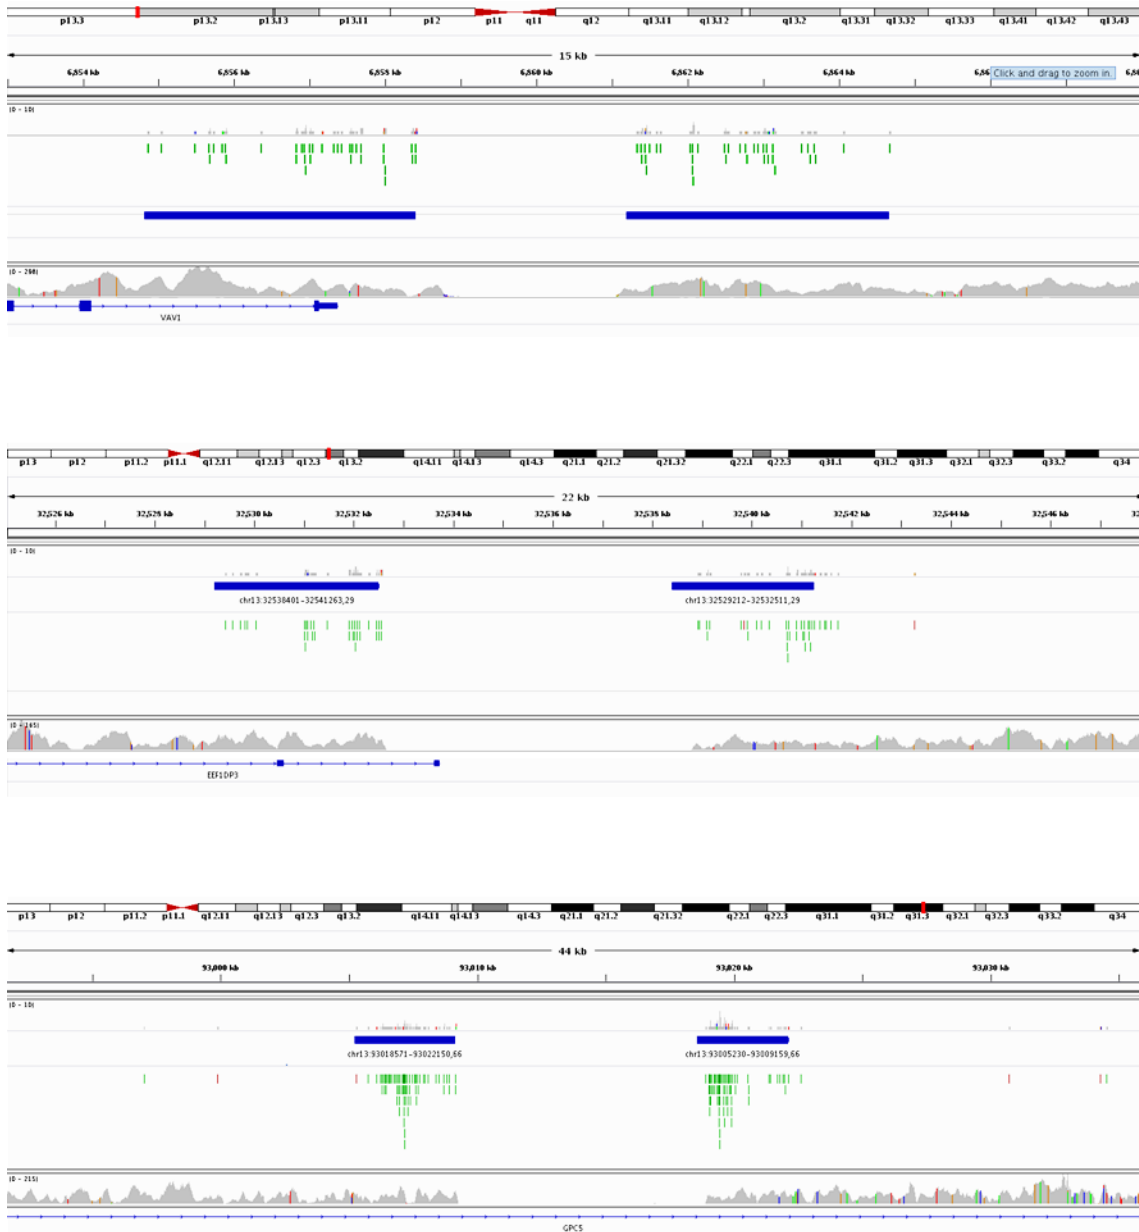 p13.3 p13.2 p13.13 p13.11 p12 p11 q11 q12 q13.11 q13.12 q13.2 q13.31 q13.32 q13.33 q13.41 q13.42 q13.43
15 kb
6,854 kb 6,856 kb 6,858 kb 6,860 kb 6,862 kb 6,864 kb 6,86 Click and drag to zoom in. 6,86
[0 - 10]
[0 - 268]
VAV1
p13 p12 p11.2 p11.1 q12.11 q12.13 q12.3 q13.2 q14.11 q14.13 q14.3 q21.1 q21.2 q21.32 q22.1 q22.3 q31.1 q31.2 q31.3 q32.1 q32.3 q33.2 q34
22 kb
32,526 kb 32,528 kb 32,530 kb 32,532 kb 32,534 kb 32,536 kb 32,538 kb 32,540 kb 32,542 kb 32,544 kb 32,546 kb 32,
[0 - 10]
chr13:32538401-32541263,29 chr13:32529212-32532511,29
EEF1DP3
p13 p12 p11.2 p11.1 q12.11 q12.13 q12.3 q13.2 q14.11 q14.13 q14.3 q21.1 q21.2 q21.32 q22.1 q22.3 q31.1 q31.2 q31.3 q32.1 q32.3 q33.2 q34
44 kb
93,000 kb 93,010 kb 93,020 kb 93,030 kb
[0 - 10]
chr13:93018571-93022150,66 chr13:93005230-93009159,66
[0 - 215]
GPC5